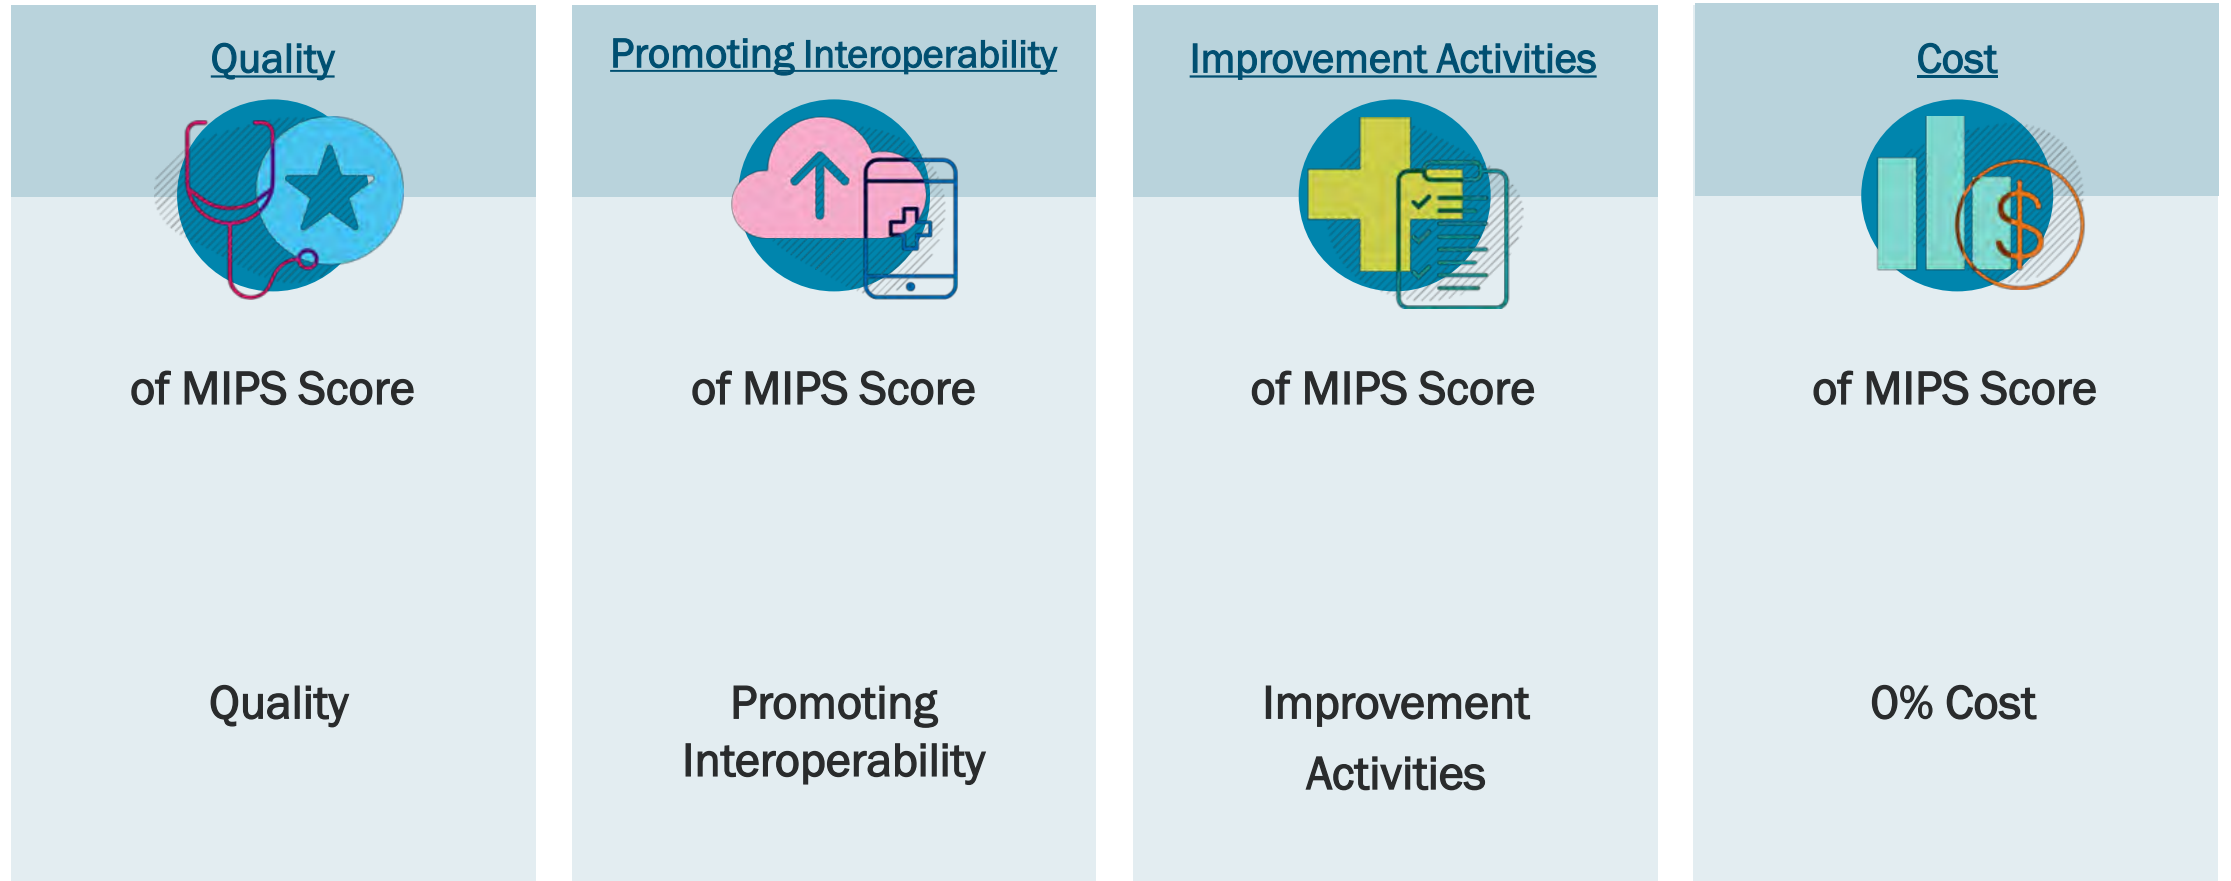 Quality
of MIPS Score
Quality
Promoting Interoperability
of MIPS Score
Promoting
Interoperability
Improvement Activities
of MIPS Score
Improvement
Activities
Cost
of MIPS Score
0% Cost